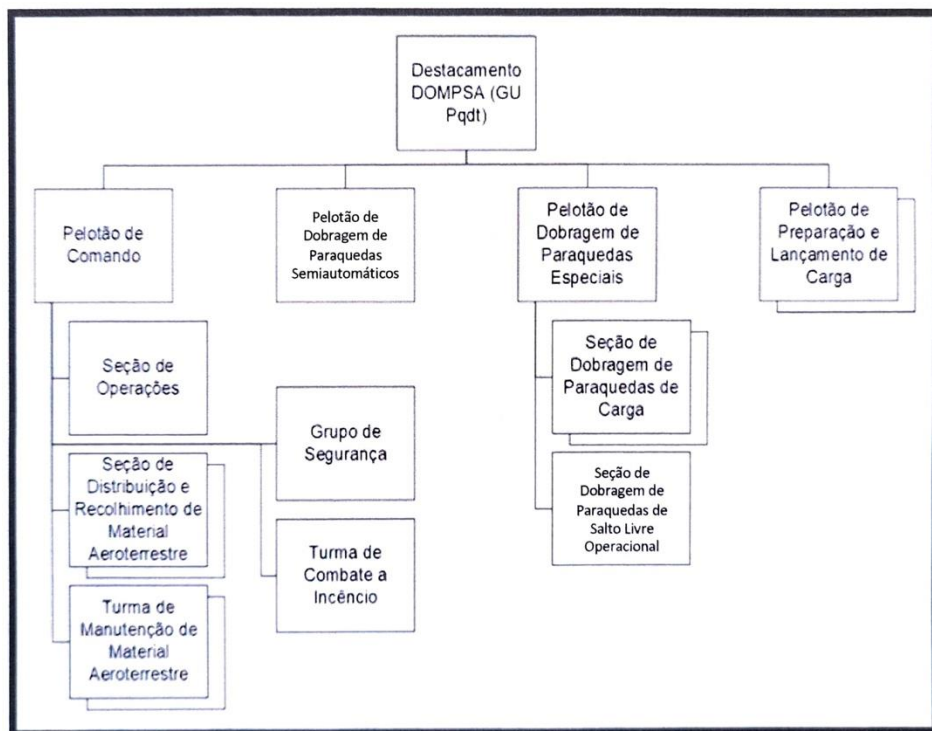 Destacamento
DOMPSA (GU
Pqdt)
Pelotão de
Comando
Pelotão de
Dobragem de
Paraquedas
Semiautomáticos
Pelotão de
Dobragem de
Paraquedas
Especiais
Pelotão de
Preparação e
Lançamento de
Carga
Seção de
Operações
Seção de
Distribuição e
Recolhimento de
Material
Aeroterrestre
Turma de
Manutenção de
Material
Aeroterrestre
Grupo de
Segurança
Turma de
Combate a
Incêncio
Seção de
Dobragem de
Paraquedas de
Carga
Seção de
Dobragem de
Paraquedas de
Salto Livre
Operacional